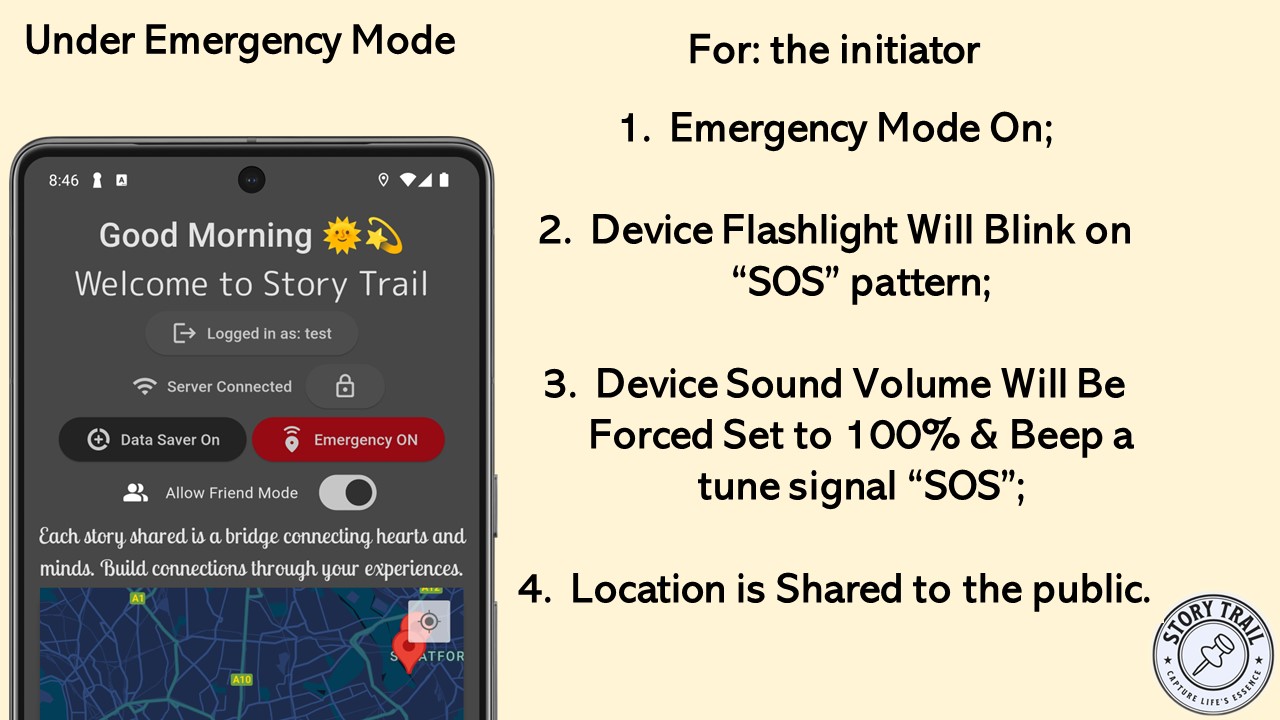 Under Emergency Mode
For: the initiator
1. Emergency Mode On;
2. Device Flashlight Will Blink on
“SOS” pattern;
3. Device Sound Volume Will Be
Forced Set to 100% & Beep a
tune signal “SOS”;
4. Location is Shared to the public.
8:46
A
Good Morning
Welcome to Story Trail
Logged in as: test
Server Connected
Data Saver On
Emergency ON
Allow Friend Mode
Each story shared is a bridge connecting hearts and
minds. Build connections through your experiences.
A1
A12
A10
STORY TRAIL
CAPTURE LIFE'S ESSENCE